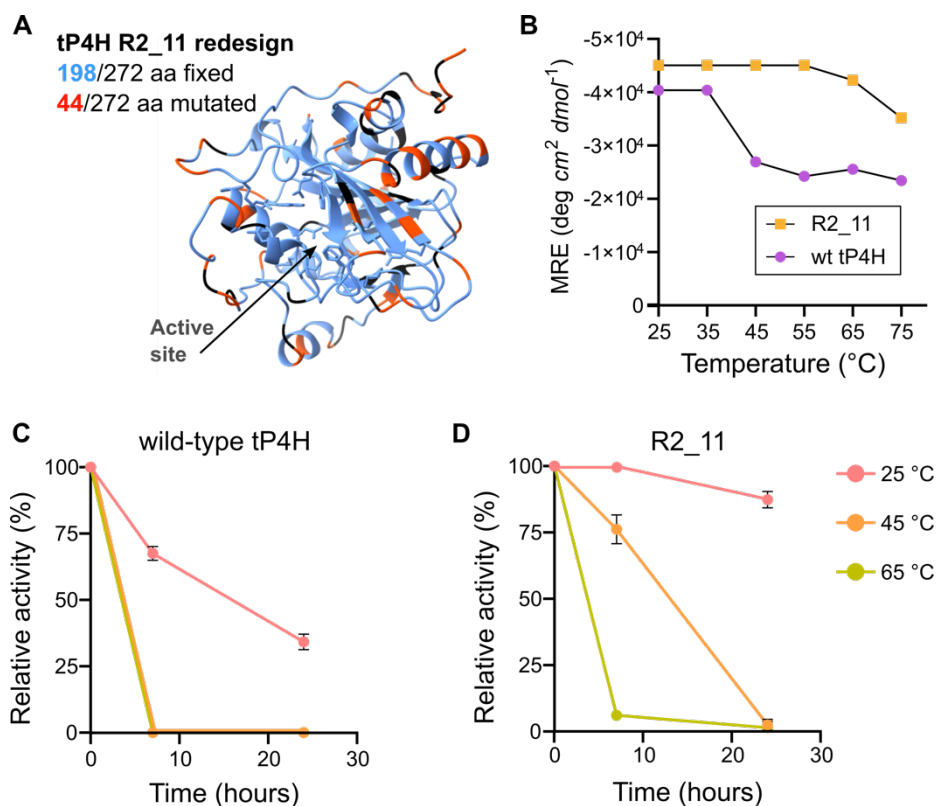 A
tP4H R2_11 redesign
198/272 aa fixed
44/272 aa mutated
Active
site
B
MRE (deg cm² dmol⁻¹)
-5×10⁴
-4×10⁴
-3×10⁴
-2×10⁴
-1×10⁴
0
R2_11
wt tP4H
25 35 45 55 65 75
Temperature (°C)
C
wild-type tP4H
Relative activity (%)
100
75
50
25
0
0 10 20 30
Time (hours)
D
R2_11
Relative activity (%)
100
75
50
25
0
0 10 20 30
Time (hours)
25 °C
45 °C
65 °C